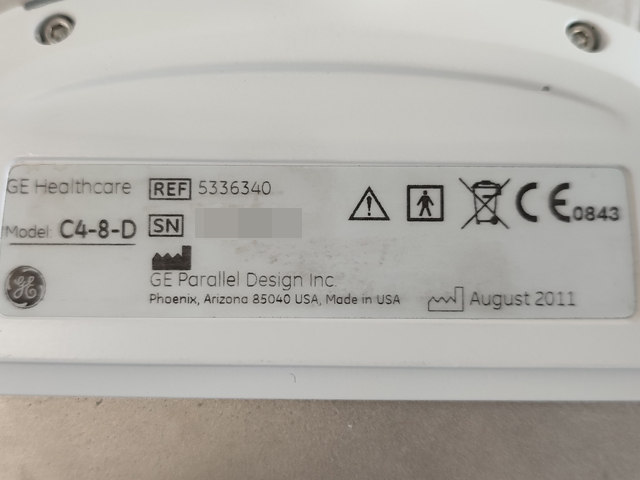 GE Healthcare REF 5336340
Model: C4-8-D SN
GE Parallel Design Inc.
Phoenix, Arizona 85040 USA, Made in USA
August 2011
CE 0843
GE